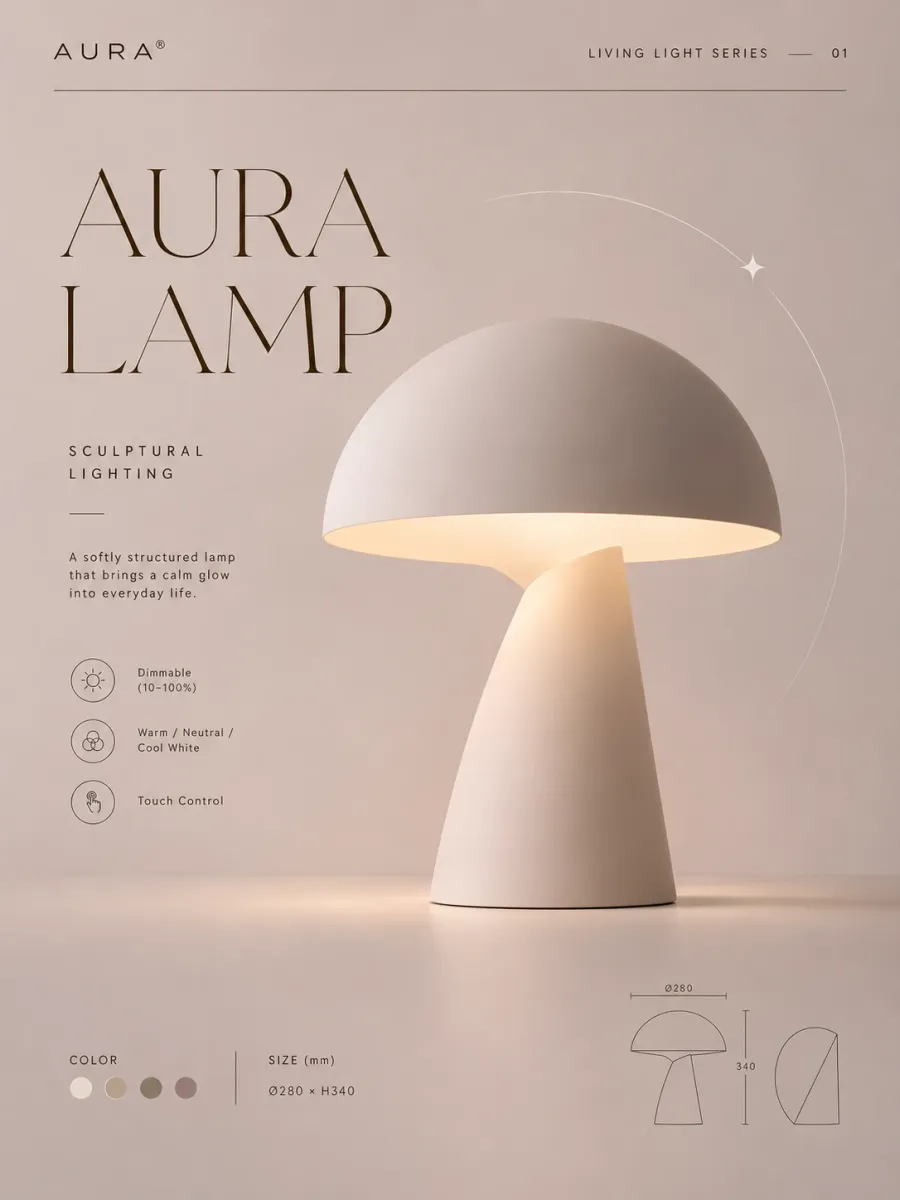 AURA®
LIVING LIGHT SERIES — 01
AURA
LAMP
SCULPTURAL
LIGHTING
A softly structured lamp
that brings a calm glow
into everyday life.
Dimmable
(10–100%)
Warm / Neutral /
Cool White
Touch Control
COLOR
SIZE (mm)
Ø280 × H340
Ø280
340